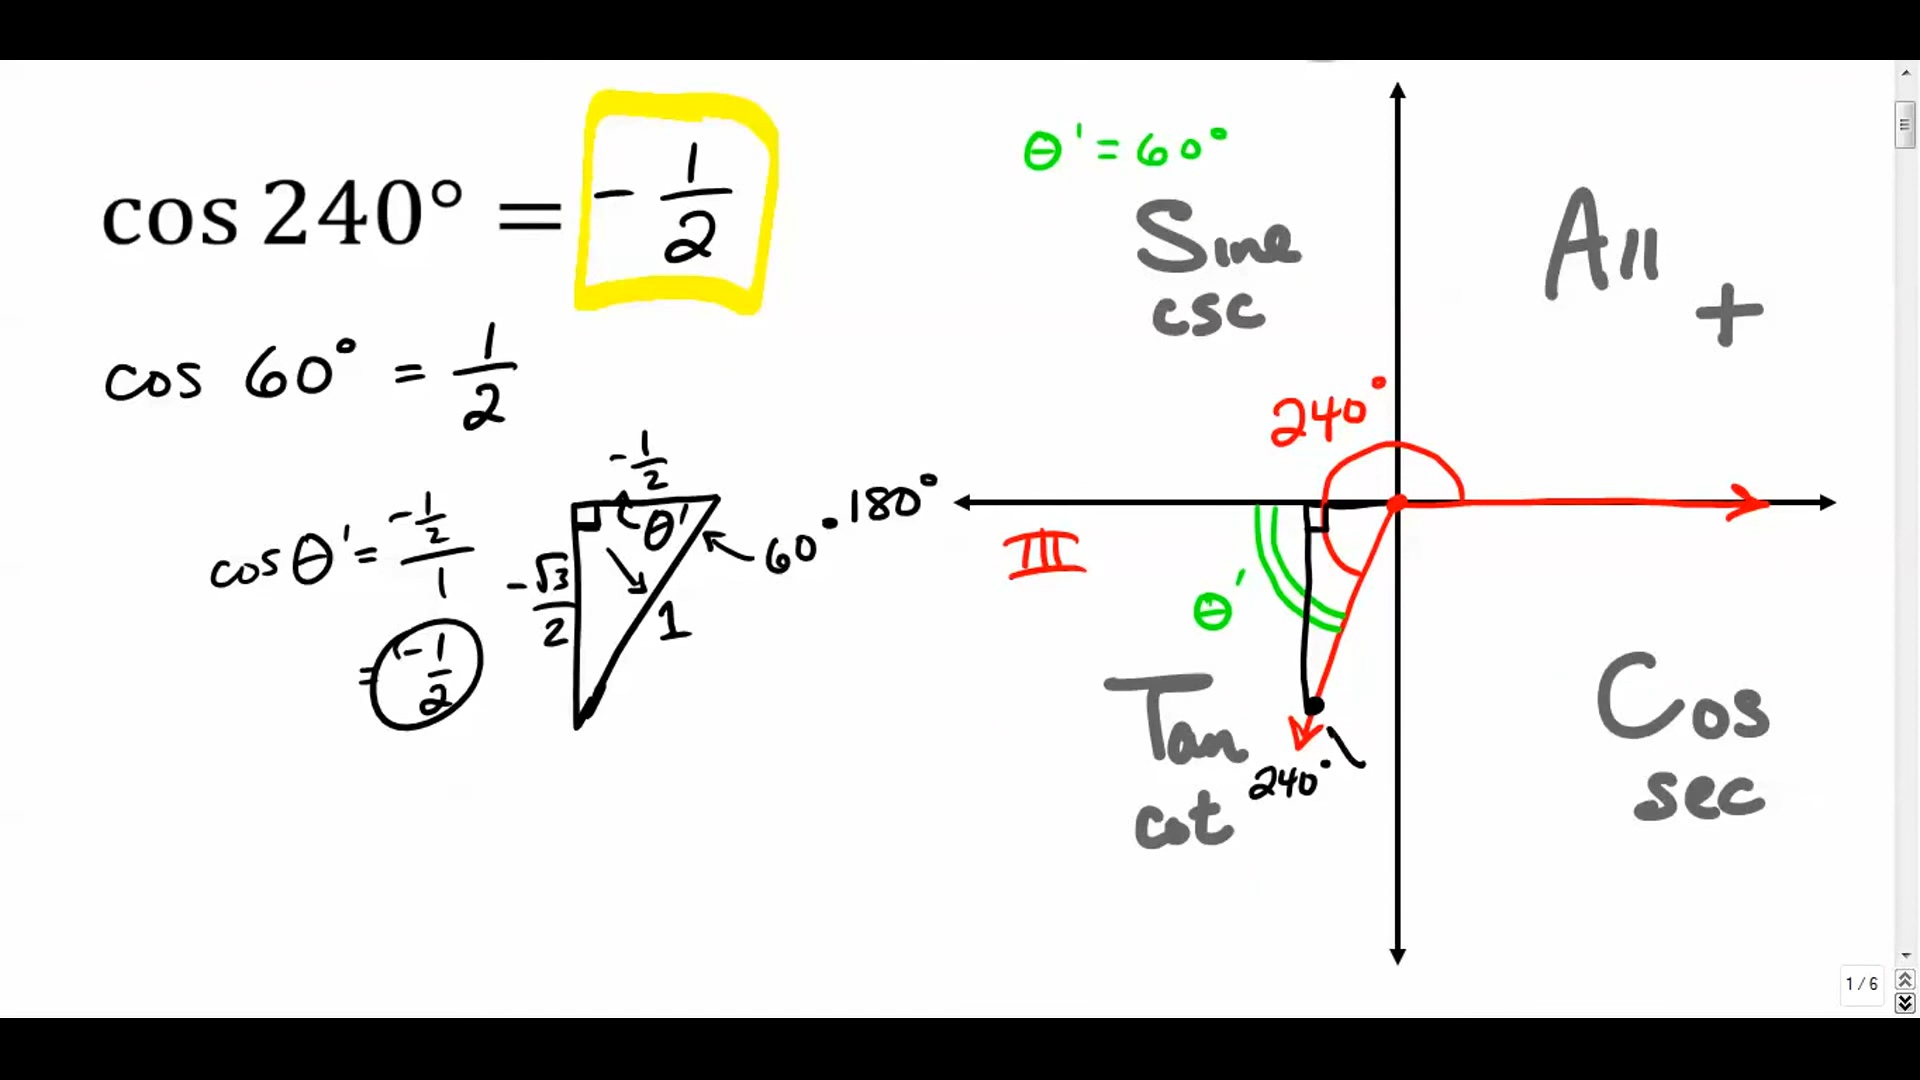 cos 240° = - 1/2
cos 60° = 1/2
cos θ' = (-1/2)/1
= -1/2
-1/2
θ'
-√3/2
1
60°
180°
θ' = 60°
Sine
csc
All
+
240°
III
θ'
Tan
cot
240°
Cos
sec
1 / 6